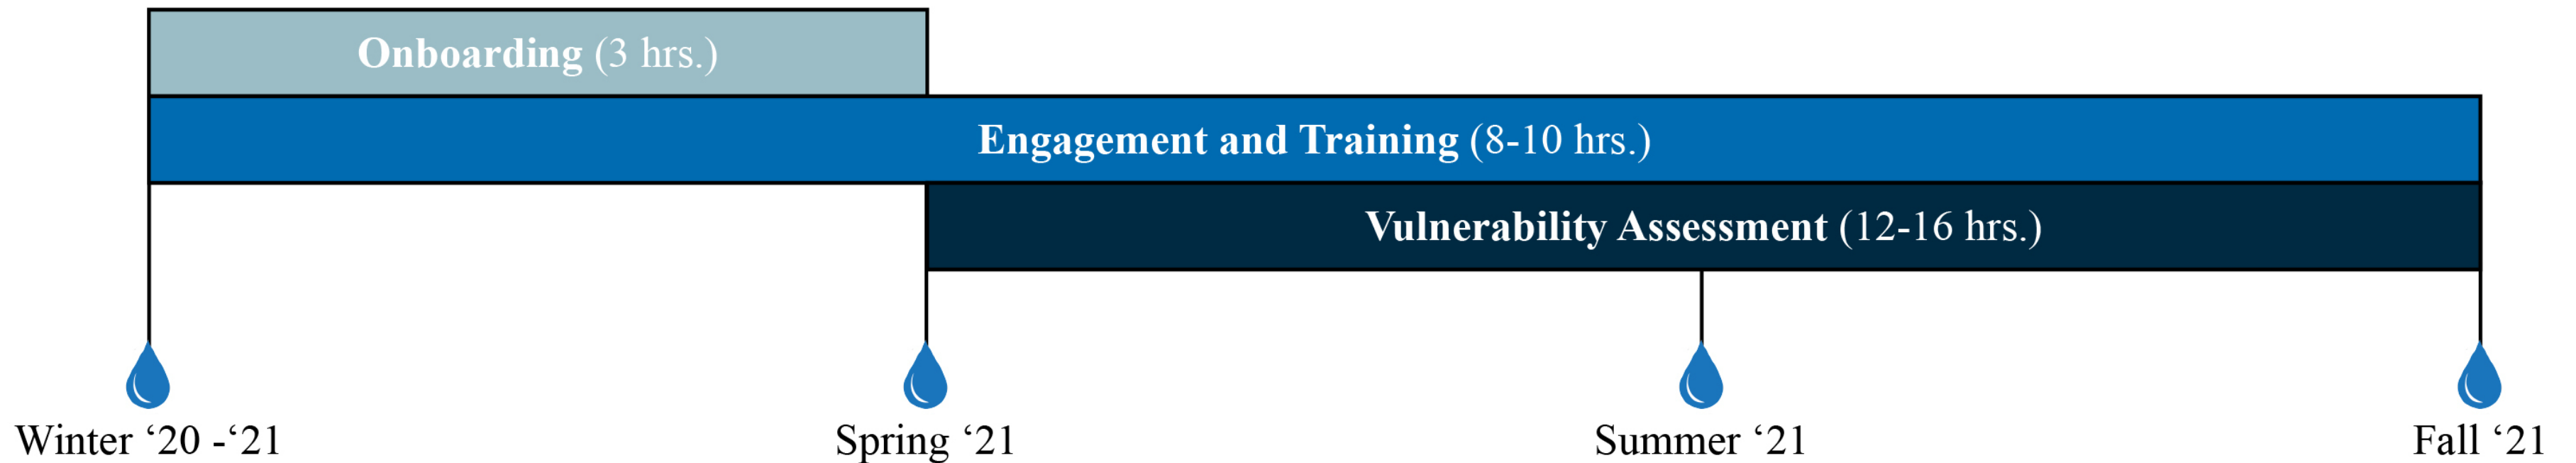 Onboarding (3 hrs.)
Engagement and Training (8-10 hrs.)
Vulnerability Assessment (12-16 hrs.)
Winter ‘20 -‘21
Spring ‘21
Summer ‘21
Fall ‘21